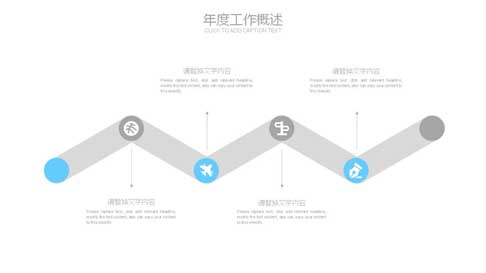 年度工作概述
CLICK TO ADD CAPTION TEXT
请替换文字内容
Please replace text, click add relevant headline,
modify the text content, also can copy your content to
this directly.
请替换文字内容
Please replace text, click add relevant headline,
modify the text content, also can copy your content to
this directly.
请替换文字内容
Please replace text, click add relevant headline,
modify the text content, also can copy your content to
this directly.
请替换文字内容
Please replace text, click add relevant headline,
modify the text content, also can copy your content to
this directly.